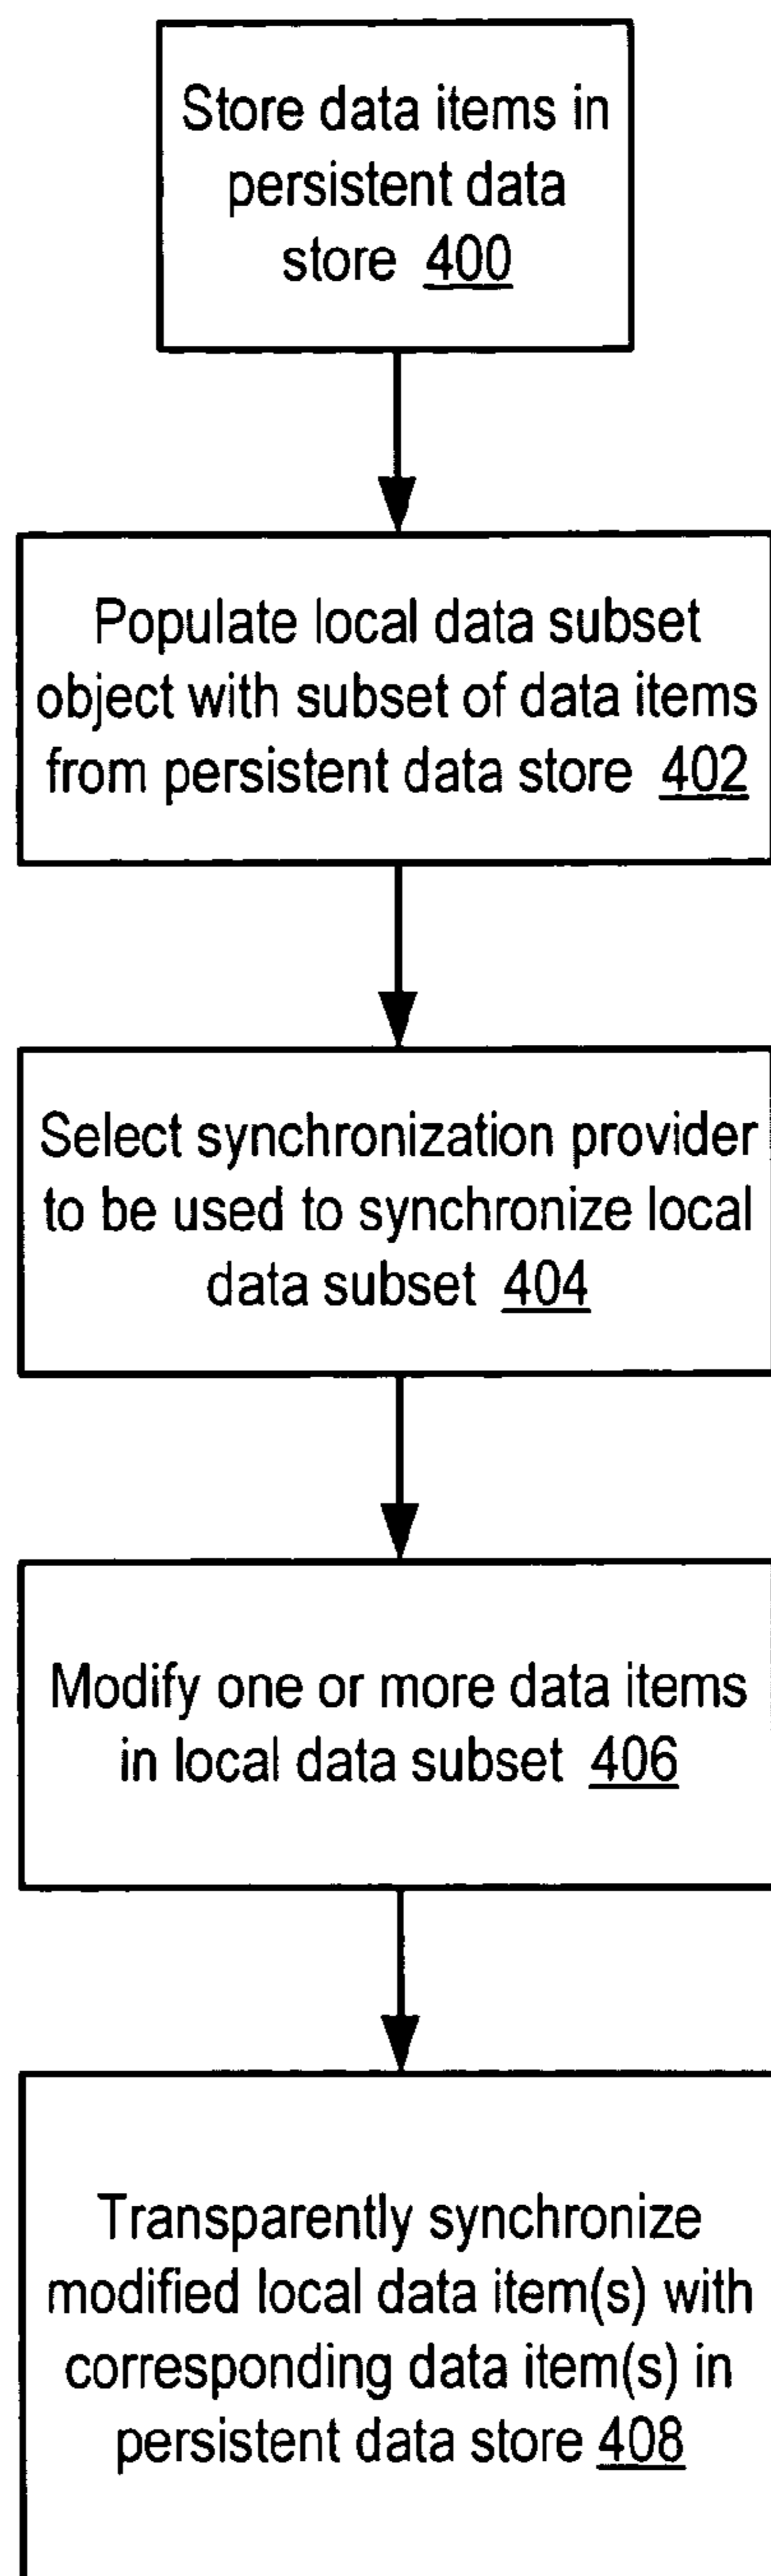 Store data items in
persistent data
store 400
Populate local data subset
object with subset of data items
from persistent data store 402
Select synchronization provider
to be used to synchronize local
data subset 404
Modify one or more data items
in local data subset 406
Transparently synchronize
modified local data item(s) with
corresponding data item(s) in
persistent data store 408